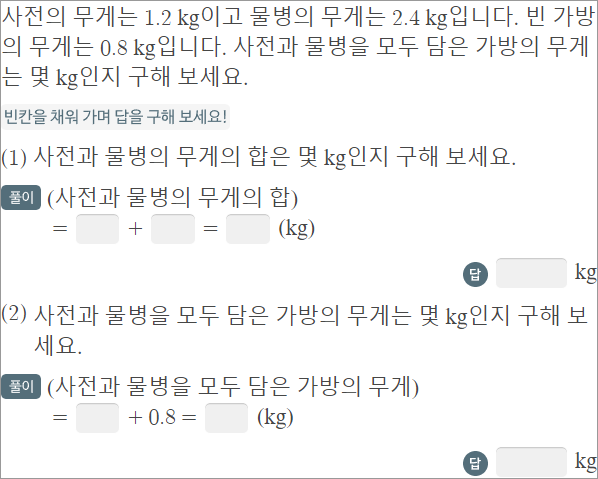 사전의 무게는 1.2 kg이고 물병의 무게는 2.4 kg입니다. 빈 가방
의 무게는 0.8 kg입니다. 사전과 물병을 모두 담은 가방의 무게
는 몇 kg인지 구해 보세요.
빈칸을 채워 가며 답을 구해 보세요!
(1) 사전과 물병의 무게의 합은 몇 kg인지 구해 보세요.
풀이 (사전과 물병의 무게의 합)
= + = (kg)
답 kg
(2) 사전과 물병을 모두 담은 가방의 무게는 몇 kg인지 구해 보
세요.
풀이 (사전과 물병을 모두 담은 가방의 무게)
= + 0.8 = (kg)
답 kg